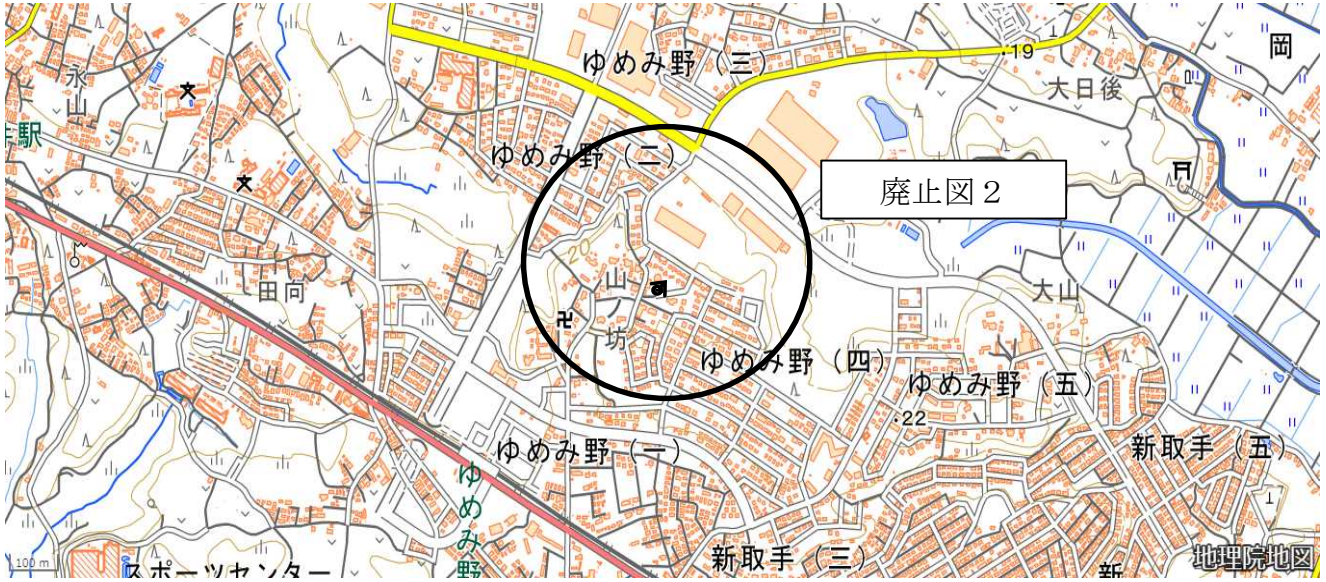 ゆめみ野（三）
・19
岡
永山
大日後
井駅
ゆめみ野（二）
廃止図２
20
山ノ坊
田向
大山
ゆめみ野（四）
ゆめみ野（五）
・22
ゆめみ野（一）
新取手（五）
ゆめみ野
新取手（三）
新
100 m
スポーツセンター
地理院地図